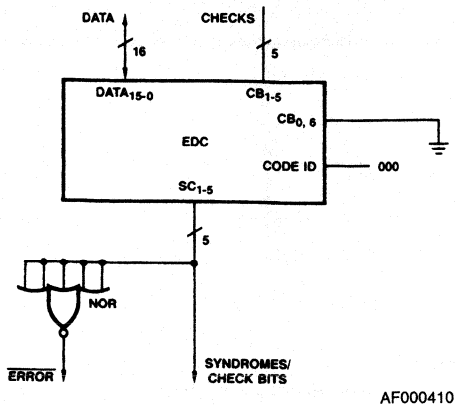 DATA
CHECKS
16
5
DATA15-0
CB1-5
CB0, 6
EDC
CODE ID
000
SC1-5
5
NOR
ERROR
SYNDROMES/
CHECK BITS
AF000410